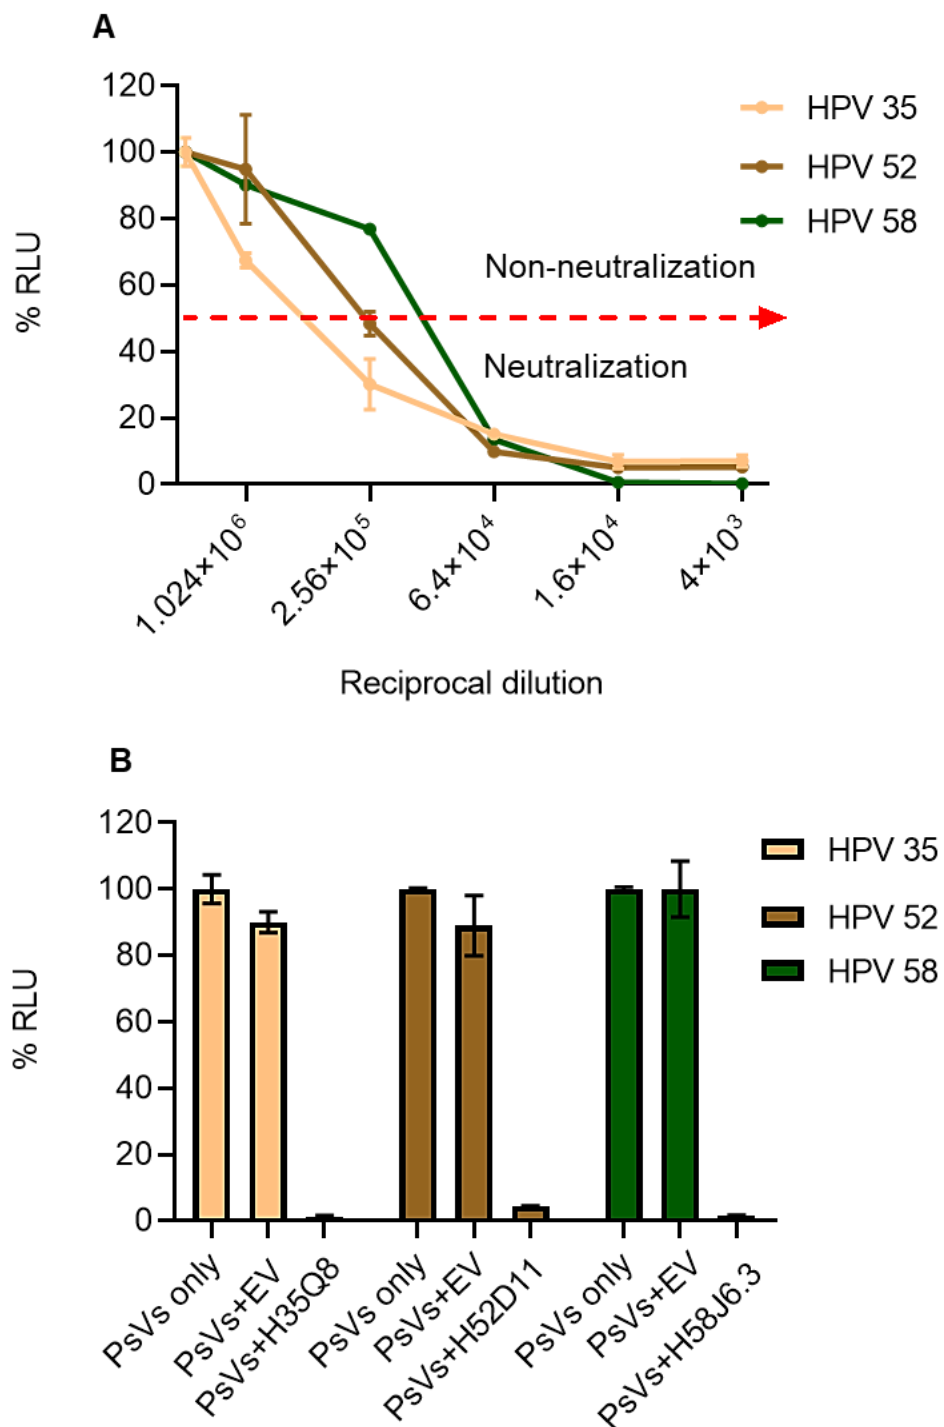 A
120
100
80
60
40
20
0
% RLU
HPV 35
HPV 52
HPV 58
Non-neutralization
Neutralization
1.024×10⁶
2.56×10⁵
6.4×10⁴
1.6×10⁴
4×10³
Reciprocal dilution
B
120
100
80
60
40
20
0
% RLU
HPV 35
HPV 52
HPV 58
PsVs only
PsVs+EV
PsVs+H35Q8
PsVs only
PsVs+EV
PsVs+H52D11
PsVs only
PsVs+EV
PsVs+H58J6.3